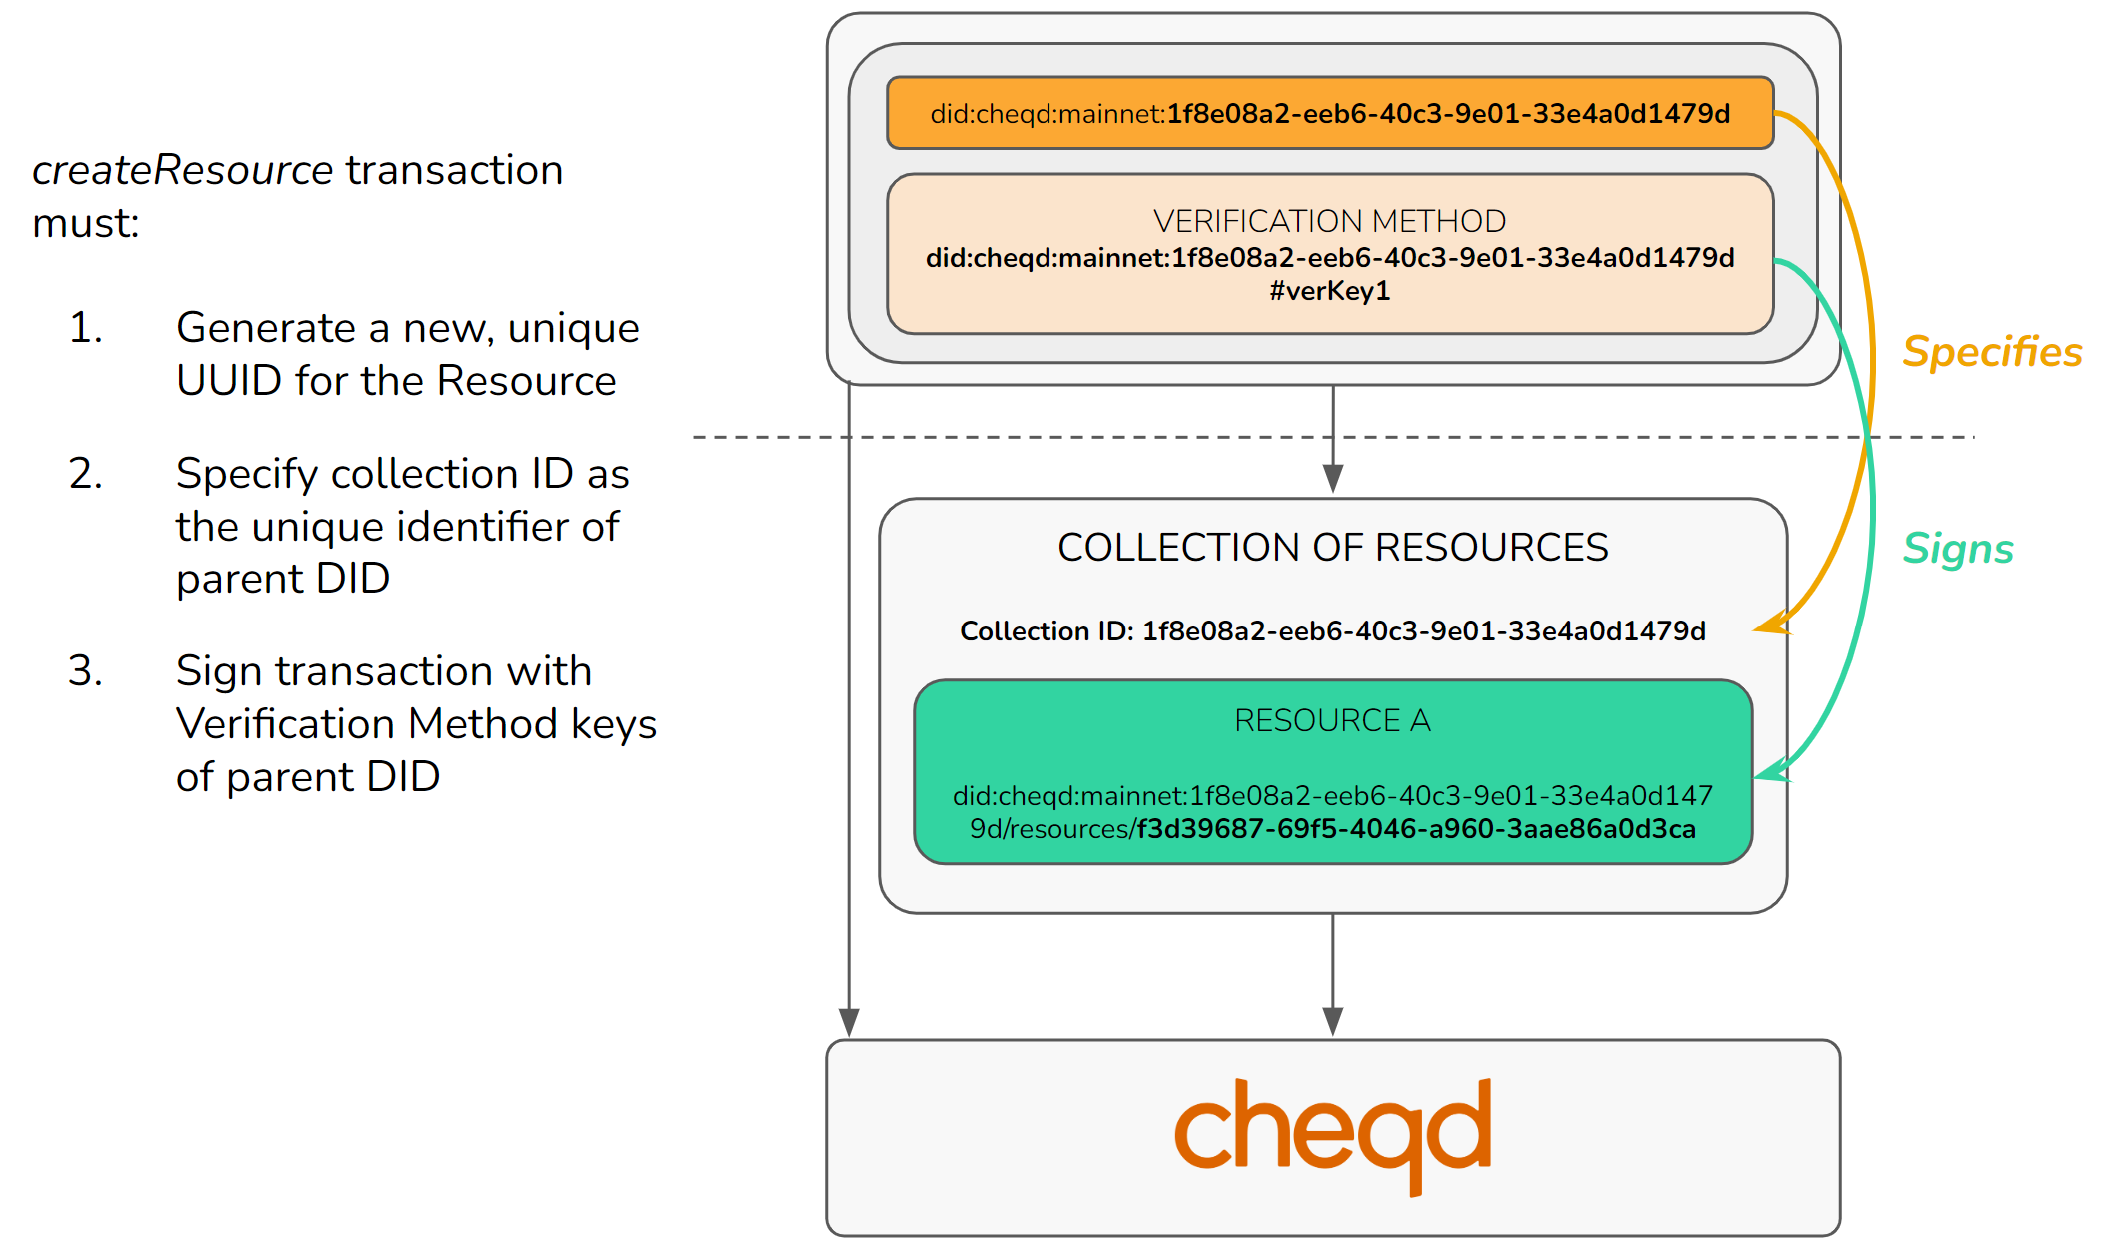 createResource transaction
must:
1. Generate a new, unique
UUID for the Resource
2. Specify collection ID as
the unique identifier of
parent DID
3. Sign transaction with
Verification Method keys
of parent DID
did:cheqd:mainnet:1f8e08a2-eeb6-40c3-9e01-33e4a0d1479d
VERIFICATION METHOD
did:cheqd:mainnet:1f8e08a2-eeb6-40c3-9e01-33e4a0d1479d
#verKey1
Specifies
Signs
COLLECTION OF RESOURCES
Collection ID: 1f8e08a2-eeb6-40c3-9e01-33e4a0d1479d
RESOURCE A
did:cheqd:mainnet:1f8e08a2-eeb6-40c3-9e01-33e4a0d147
9d/resources/f3d39687-69f5-4046-a960-3aae86a0d3ca
cheqd